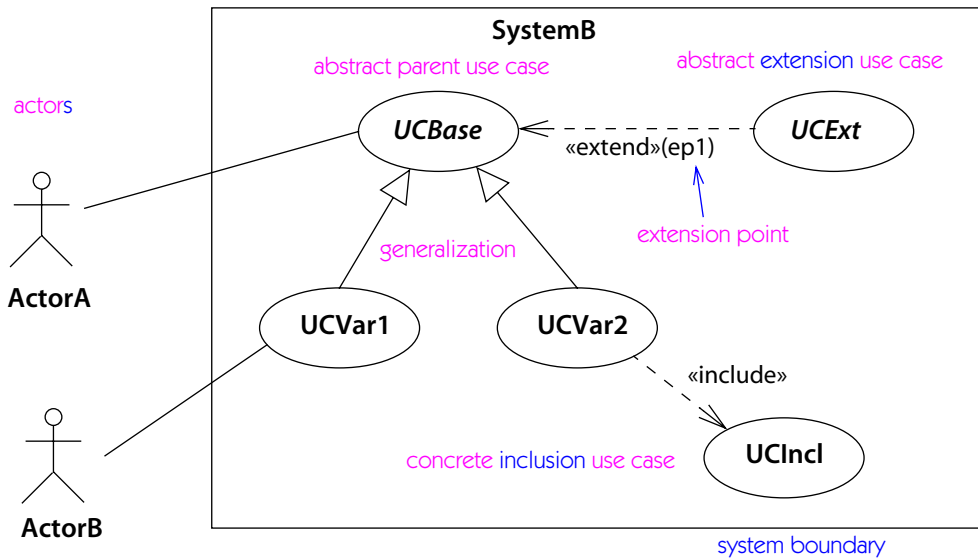 SystemB
abstract parent use case
abstract extension use case
actors
UCBase
UCExt
«extend»(ep1)
extension point
generalization
ActorA
UCVar1
UCVar2
«include»
concrete inclusion use case
UCIncl
ActorB
system boundary